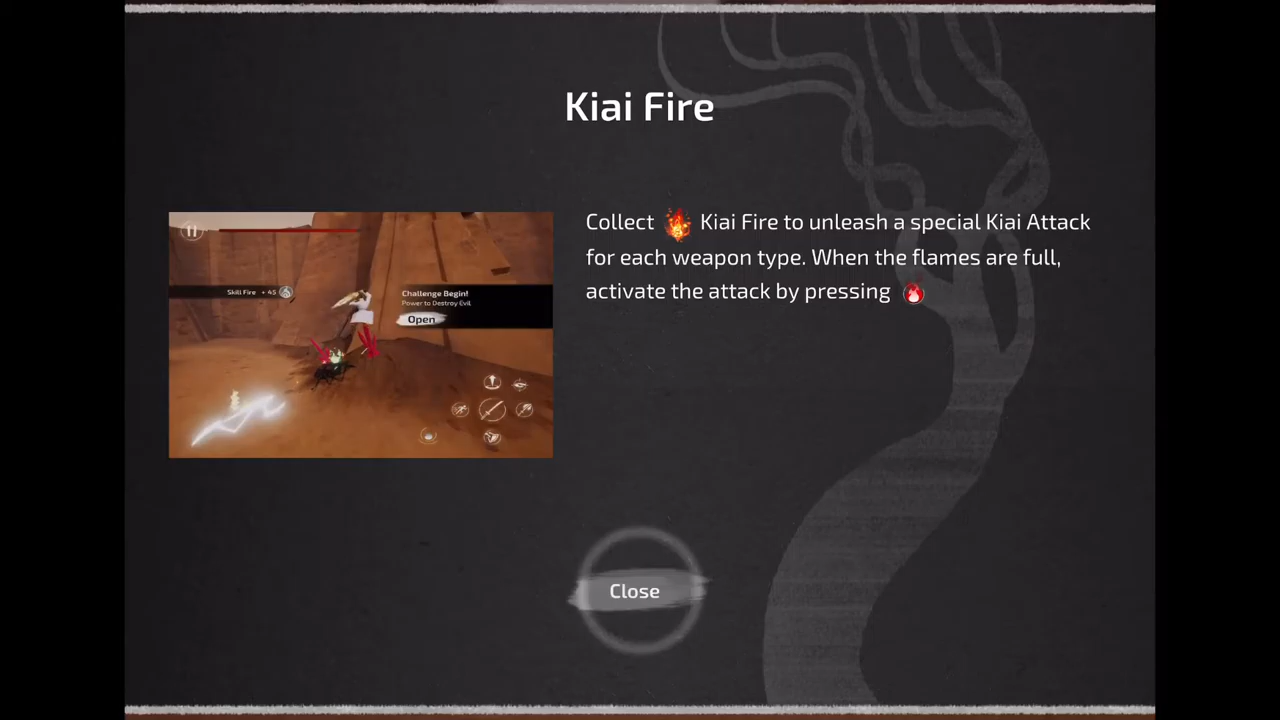 Kiai Fire
Collect Kiai Fire to unleash a special Kiai Attack
for each weapon type. When the flames are full,
activate the attack by pressing
Skill Fire + 45
Challenge Begin!
Power to Destroy Evil
Open
Close